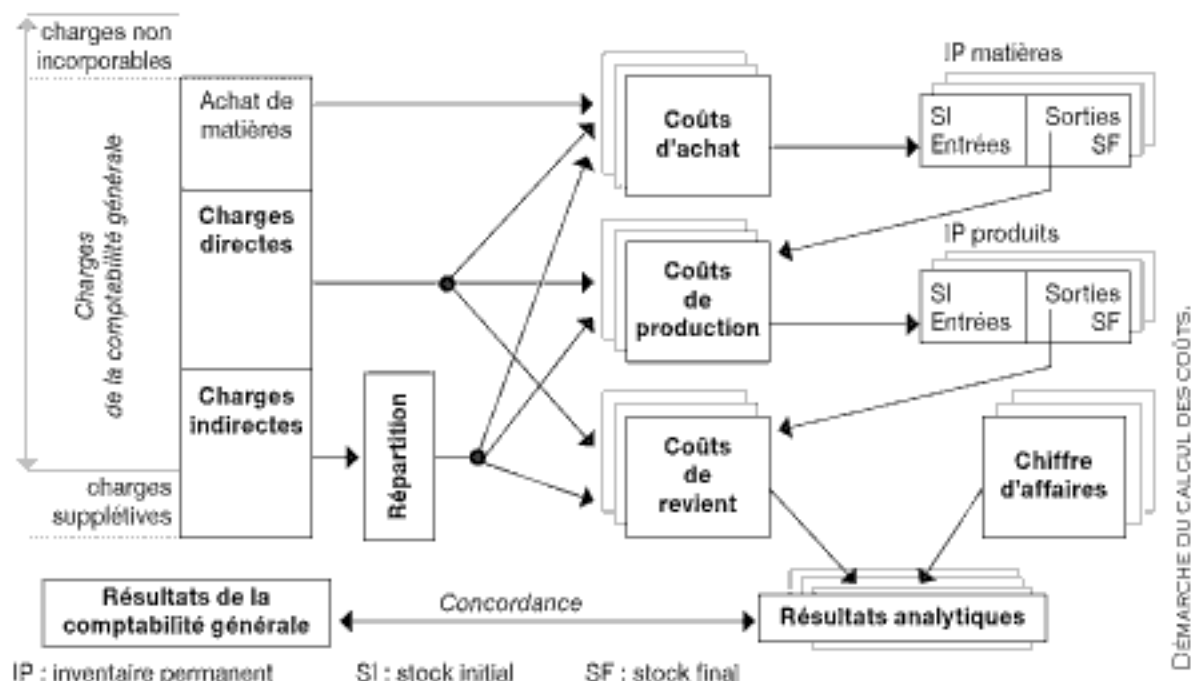 charges non
incorporables
Charges
de la comptabilité générale
charges
supplétives
Achat de
matières
Charges
directes
Charges
indirectes
Répartition
Coûts
d'achat
Coûts
de
production
Coûts
de
revient
IP matières
SI
Entrées
Sorties
SF
IP produits
SI
Entrées
Sorties
SF
Chiffre
d'affaires
Résultats de la
comptabilité générale
Concordance
Résultats analytiques
IP : inventaire permanent
SI : stock initial
SF : stock final
DÉMARCHE DU CALCUL DES COÛTS.